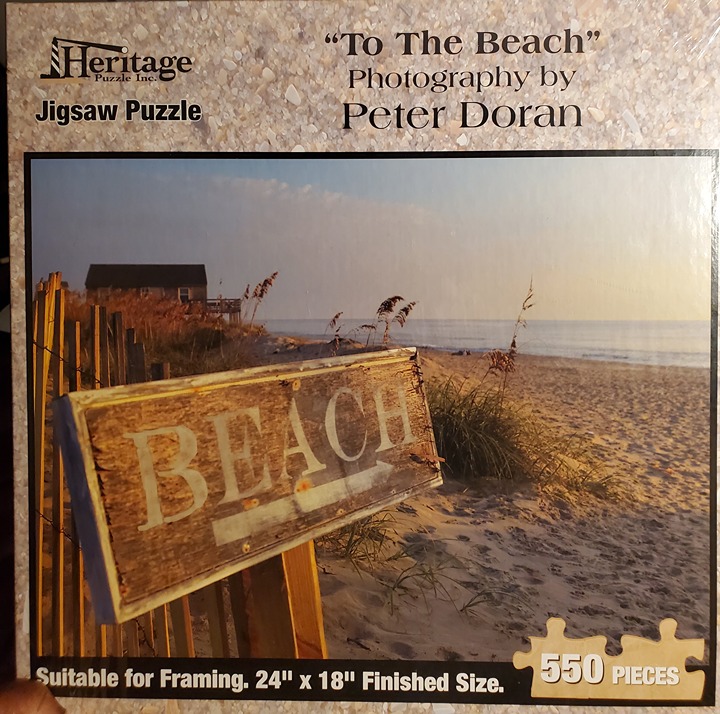 Heritage
Puzzle Inc.
Jigsaw Puzzle
“To The Beach”
Photography by
Peter Doran
BEACH
Suitable for Framing. 24" x 18" Finished Size.
550 PIECES